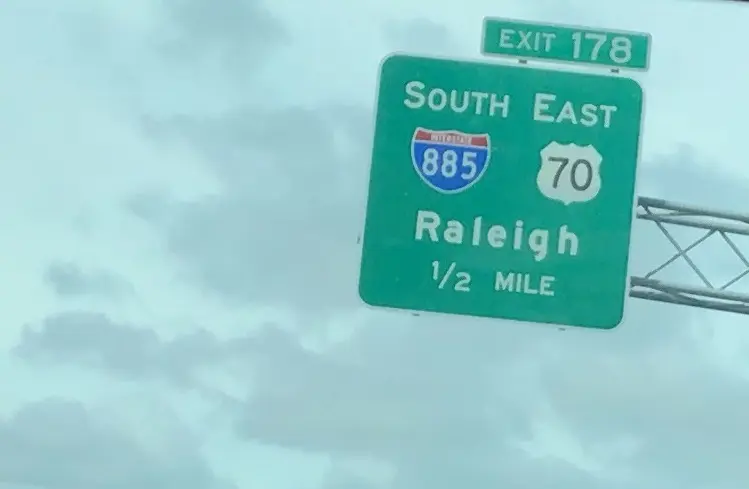 EXIT 178
SOUTH EAST
INTERSTATE
885 70
Raleigh
1/2 MILE